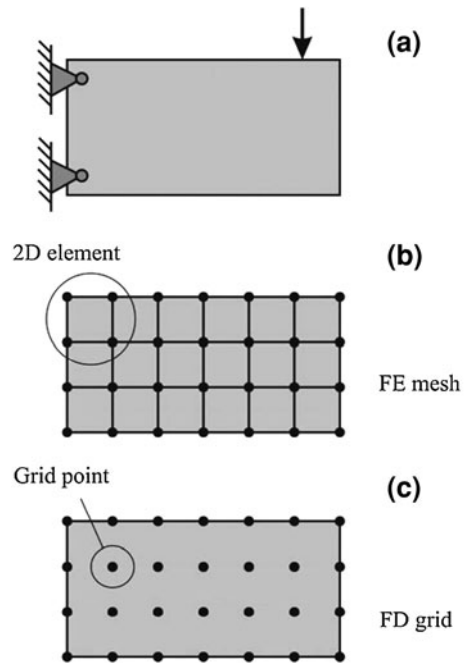 (a)
2D element
(b)
FE mesh
Grid point
(c)
FD grid